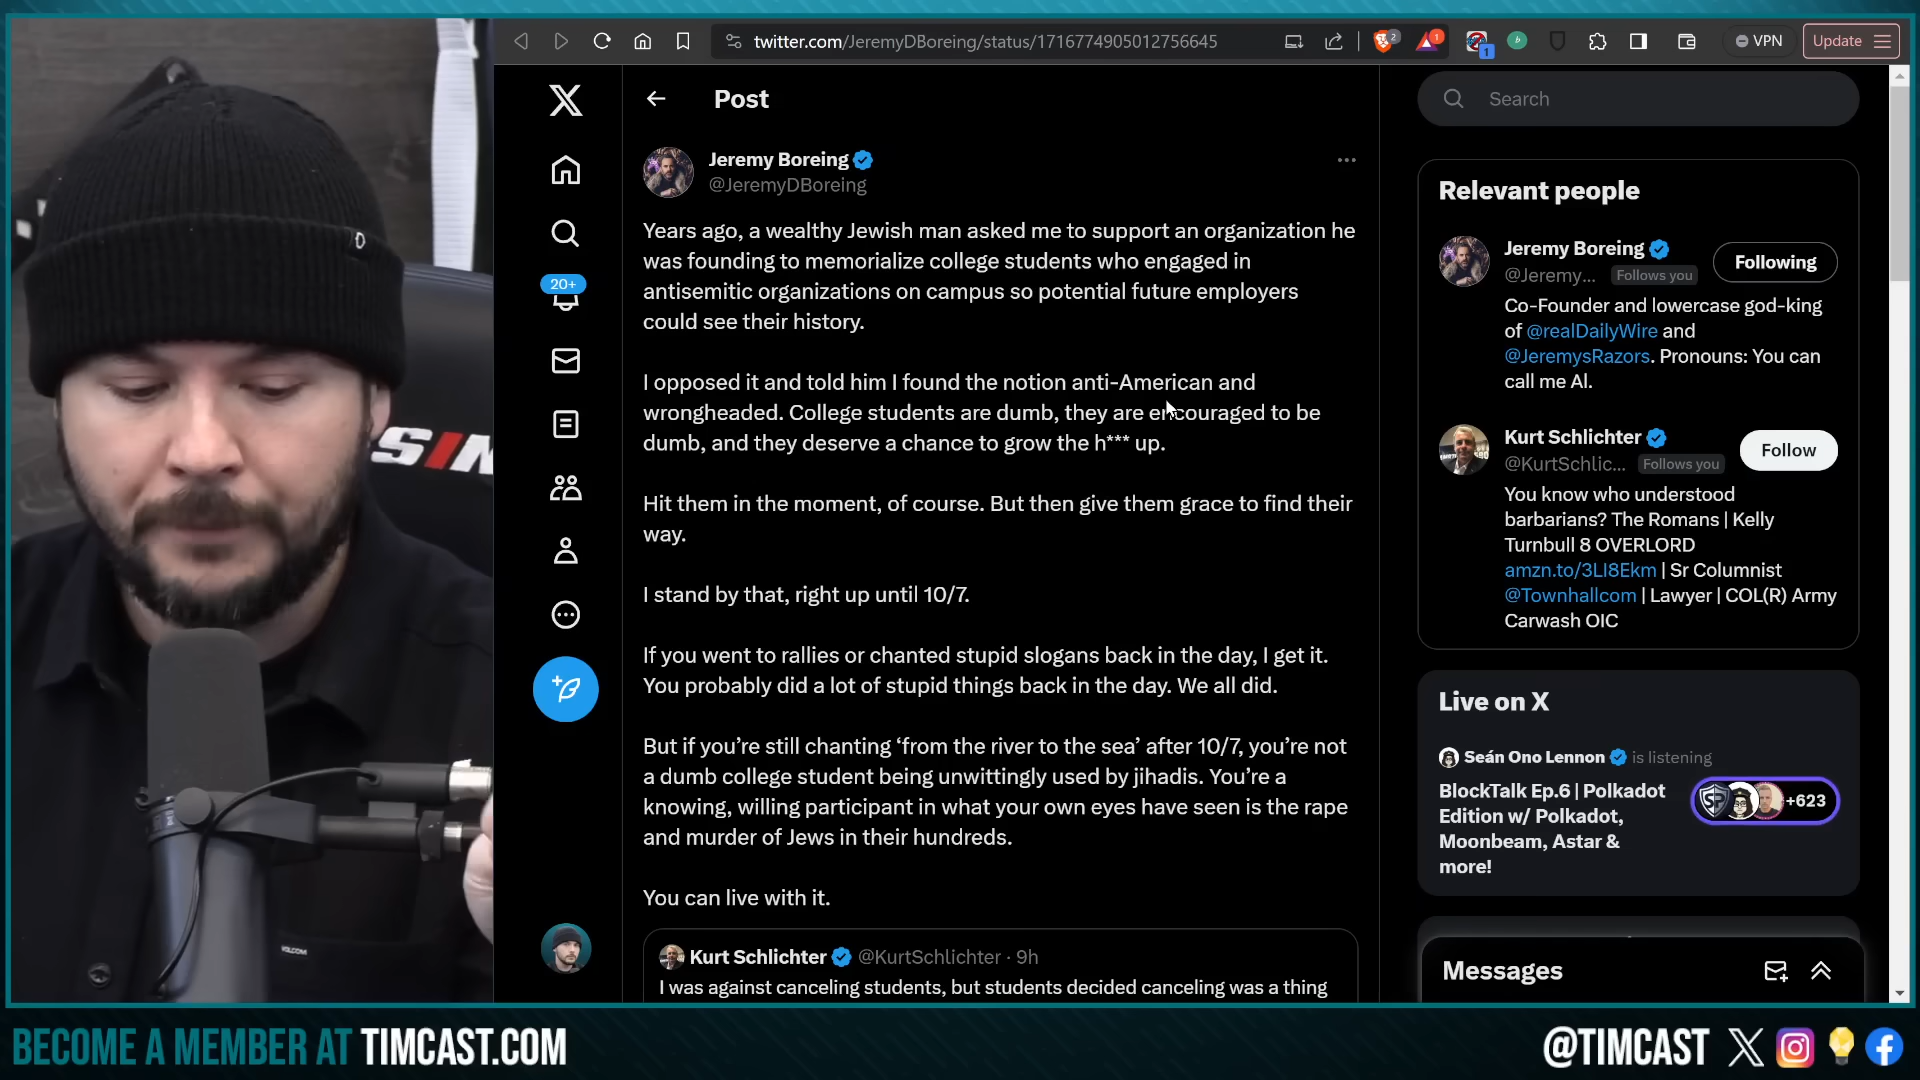 twitter.com/JeremyDBoreing/status/1716774905012756645
2
1
1
VPN
Update
Post
Search
20+
Jeremy Boreing
@JeremyDBoreing
Years ago, a wealthy Jewish man asked me to support an organization he
was founding to memorialize college students who engaged in
antisemitic organizations on campus so potential future employers
could see their history.
I opposed it and told him I found the notion anti-American and
wrongheaded. College students are dumb, they are encouraged to be
dumb, and they deserve a chance to grow the h*** up.
Hit them in the moment, of course. But then give them grace to find their
way.
I stand by that, right up until 10/7.
If you went to rallies or chanted stupid slogans back in the day, I get it.
You probably did a lot of stupid things back in the day. We all did.
But if you’re still chanting ‘from the river to the sea’ after 10/7, you’re not
a dumb college student being unwittingly used by jihadis. You’re a
knowing, willing participant in what your own eyes have seen is the rape
and murder of Jews in their hundreds.
You can live with it.
Kurt Schlichter @KurtSchlichter · 9h
I was against canceling students, but students decided canceling was a thing
Relevant people
Jeremy Boreing
@Jeremy... Follows you
Following
Co-Founder and lowercase god-king
of @realDailyWire and
@JeremysRazors. Pronouns: You can
call me Al.
Kurt Schlichter
@KurtSchlic... Follows you
Follow
You know who understood
barbarians? The Romans | Kelly
Turnbull 8 OVERLORD
amzn.to/3LI8Ekm | Sr Columnist
@Townhallcom | Lawyer | COL(R) Army
Carwash OIC
Live on X
Seán Ono Lennon is listening
BlockTalk Ep.6 | Polkadot
Edition w/ Polkadot,
Moonbeam, Astar &
more!
+623
Messages
VOLCOM
BECOME A MEMBER AT TIMCAST.COM
@TIMCAST